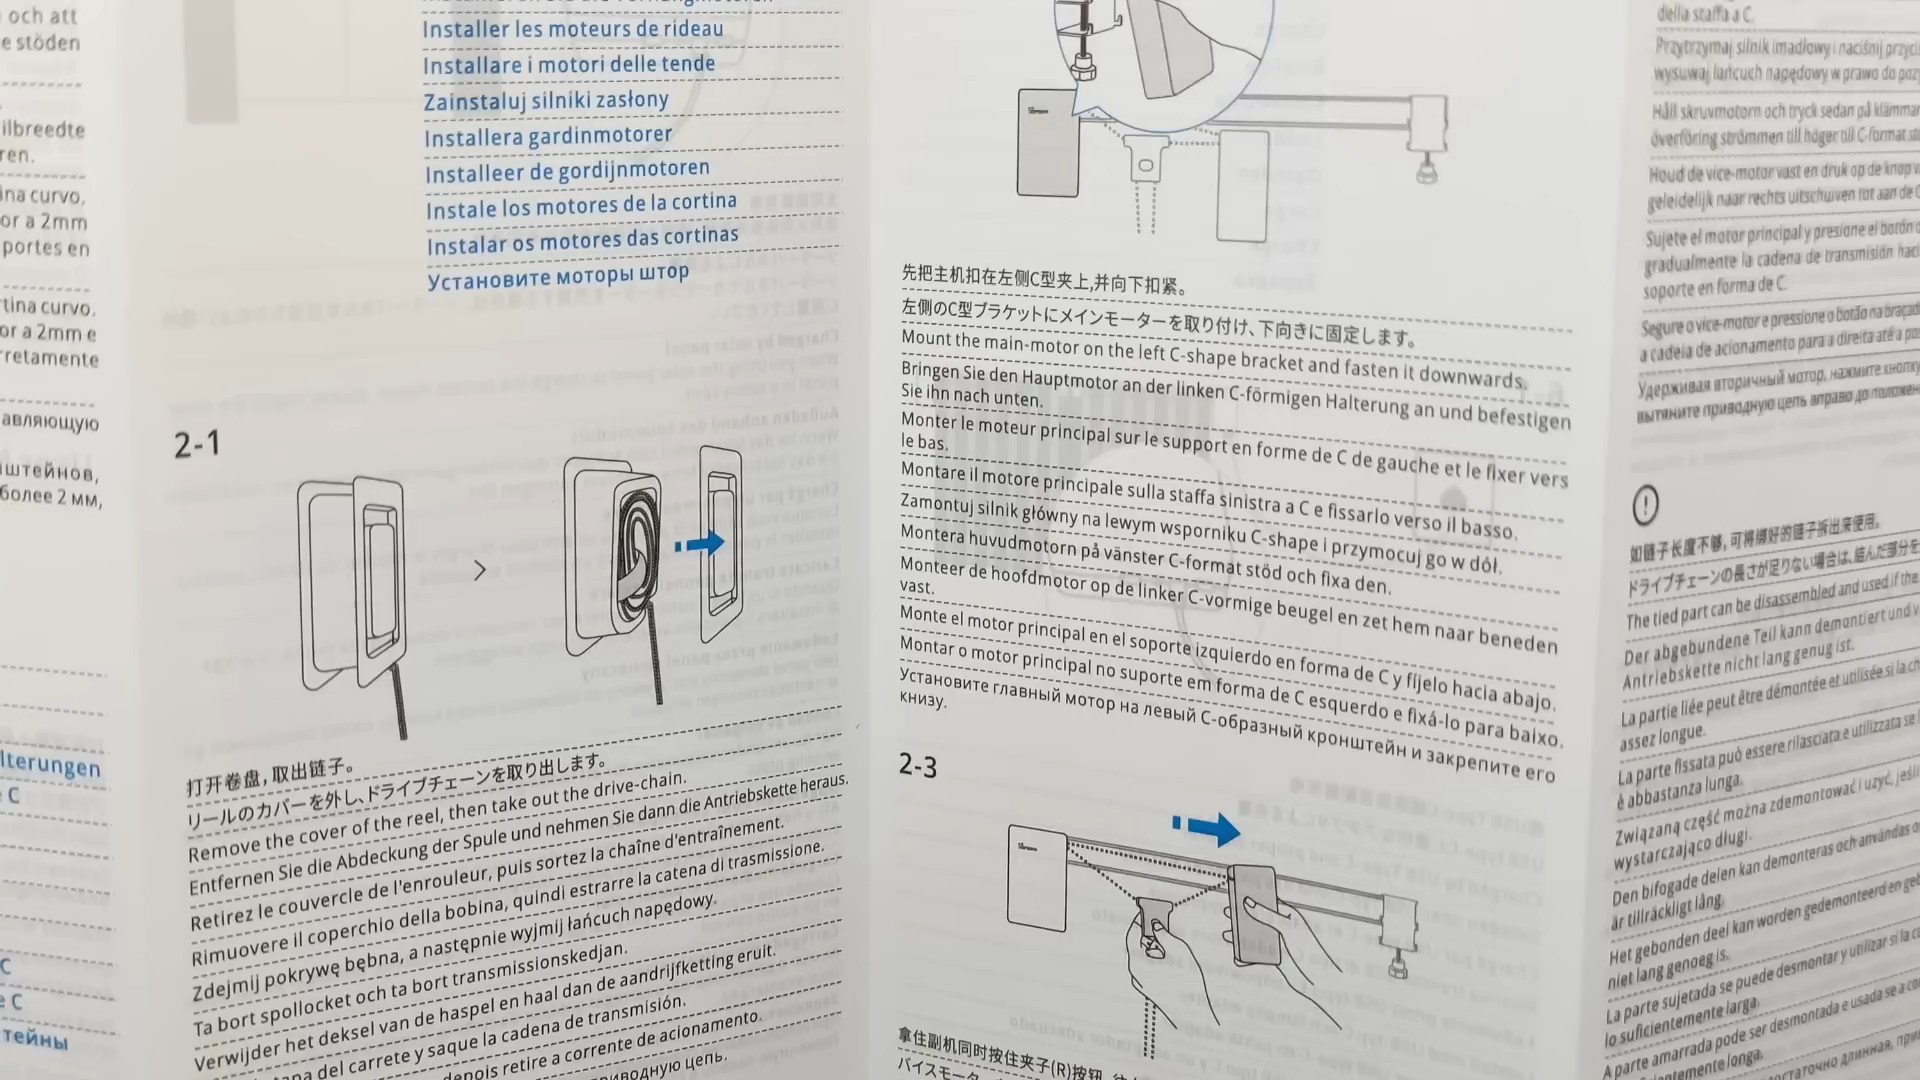 och att
e stöden
ilbreedte
ren.
ina curvo,
or a 2mm
portes en
tina curvo.
or a 2mm e
rretamente
авляющую
штейнов,
более 2 мм,
lterungen
C
C
e C
тейны
Installer les moteurs de rideau
Installare i motori delle tende
Zainstaluj silniki zasłony
Installera gardinmotorer
Installeer de gordijnmotoren
Instale los motores de la cortina
Instalar os motores das cortinas
Установите моторы штор
2-1
打开卷盘,取出链子。
リールのカバーを外し、ドライブチェーンを取り出します。
Remove the cover of the reel, then take out the drive-chain.
Entfernen Sie die Abdeckung der Spule und nehmen Sie dann die Antriebskette heraus.
Retirez le couvercle de l'enrouleur, puis sortez la chaîne d'entraînement.
Rimuovere il coperchio della bobina, quindi estrarre la catena di trasmissione.
Zdejmij pokrywę bębna, a następnie wyjmij łańcuch napędowy.
Ta bort spollocket och ta bort transmissionskedjan.
Verwijder het deksel van de haspel en haal dan de aandrijfketting eruit.
del carrete y saque la cadena de transmisión.
depois retire a corrente de acionamento.
цепь.
先把主机扣在左侧C型夹上,并向下扣紧。
左側のC型ブラケットにメインモーターを取り付け、下向きに固定します。
Mount the main-motor on the left C-shape bracket and fasten it downwards.
Bringen Sie den Hauptmotor an der linken C-förmigen Halterung an und befestigen
Sie ihn nach unten.
Monter le moteur principal sur le support en forme de C de gauche et le fixer vers
le bas.
Montare il motore principale sulla staffa sinistra a C e fissarlo verso il basso.
Zamontuj silnik główny na lewym wsporniku C-shape i przymocuj go w dół.
Montera huvudmotorn på vänster C-format stöd och fixa den.
Monteer de hoofdmotor op de linker C-vormige beugel en zet hem naar beneden
vast.
Monte el motor principal en el soporte izquierdo en forma de C y fíjelo hacia abajo.
Montar o motor principal no suporte em forma de C esquerdo e fixá-lo para baixo.
Установите главный мотор на левый C-образный кронштейн и закрепите его
книзу.
2-3
拿住副机同时按住夹子(R)按钮
della staffa a C.
Przytrzymaj silnik imadłowy i naciśnij
wysuwaj łańcuch napędowy w prawo do
Håll skruvmotorn och tryck sedan på
överföring strömmen till höger till C-format
Houd de vice-motor vast en druk op de knop
geleidelijk naar rechts uitschuiven tot aan de
Sujete el motor principal y presione el botón
gradualmente la cadena de transmisión
soporte en forma de C.
Segure o vice-motor e pressione o botão na
a cadeia de acionamento para a direita até a
Удерживая вторичный мотор, нажмите кнопку
вытяните приводную цепь вправо до
如链子长度不够,可将绑好的链子拆出来使用。
ドライブチェーンの長さが足りない場合は、結んだ部分を
The tied part can be disassembled and used if the
Der abgebundene Teil kann demontiert und
Antriebskette nicht lang genug ist.
La partie liée peut être démontée et utilisée si la
assez longue.
La parte fissata può essere rilasciata e utilizzata se
è abbastanza lunga.
Związaną część można zdemontować i użyć, jeśli
wystarczająco długi.
Den bifogade delen kan demonteras och användas
är tillräckligt lång.
Het gebonden deel kan worden gedemonteerd en
niet lang genoeg is.
La parte sujetada se puede desmontar y utilizar si la
lo suficientemente larga.
A parte amarrada pode ser desmontada e usada se a
longa.